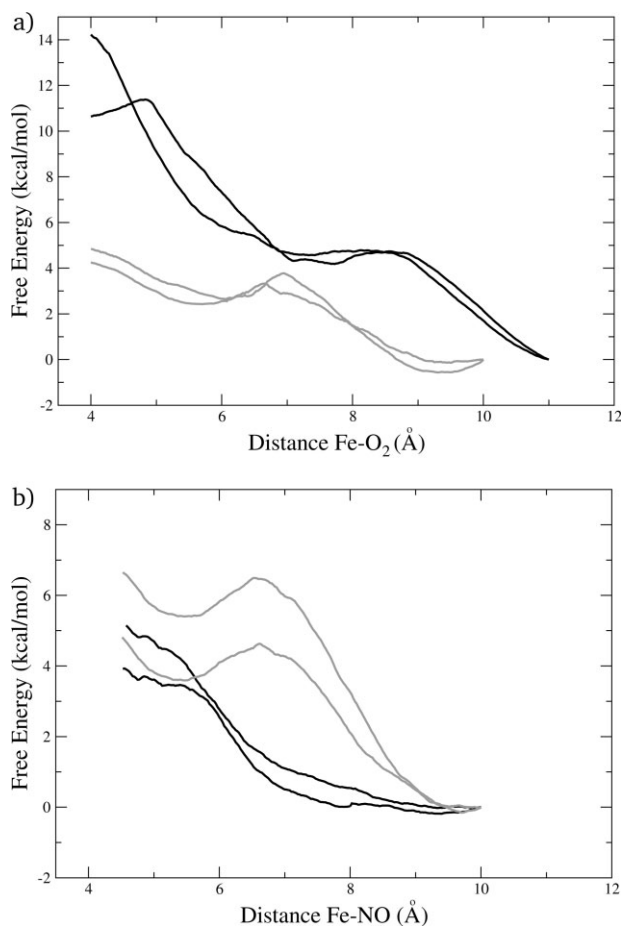 a)
14
12
10
8
6
4
2
0
-2
Free Energy (kcal/mol)
4 6 8 10 12
Distance Fe-O₂ (Å)
b)
8
6
4
2
0
-2
Free Energy (kcal/mol)
4 6 8 10 12
Distance Fe-NO (Å)